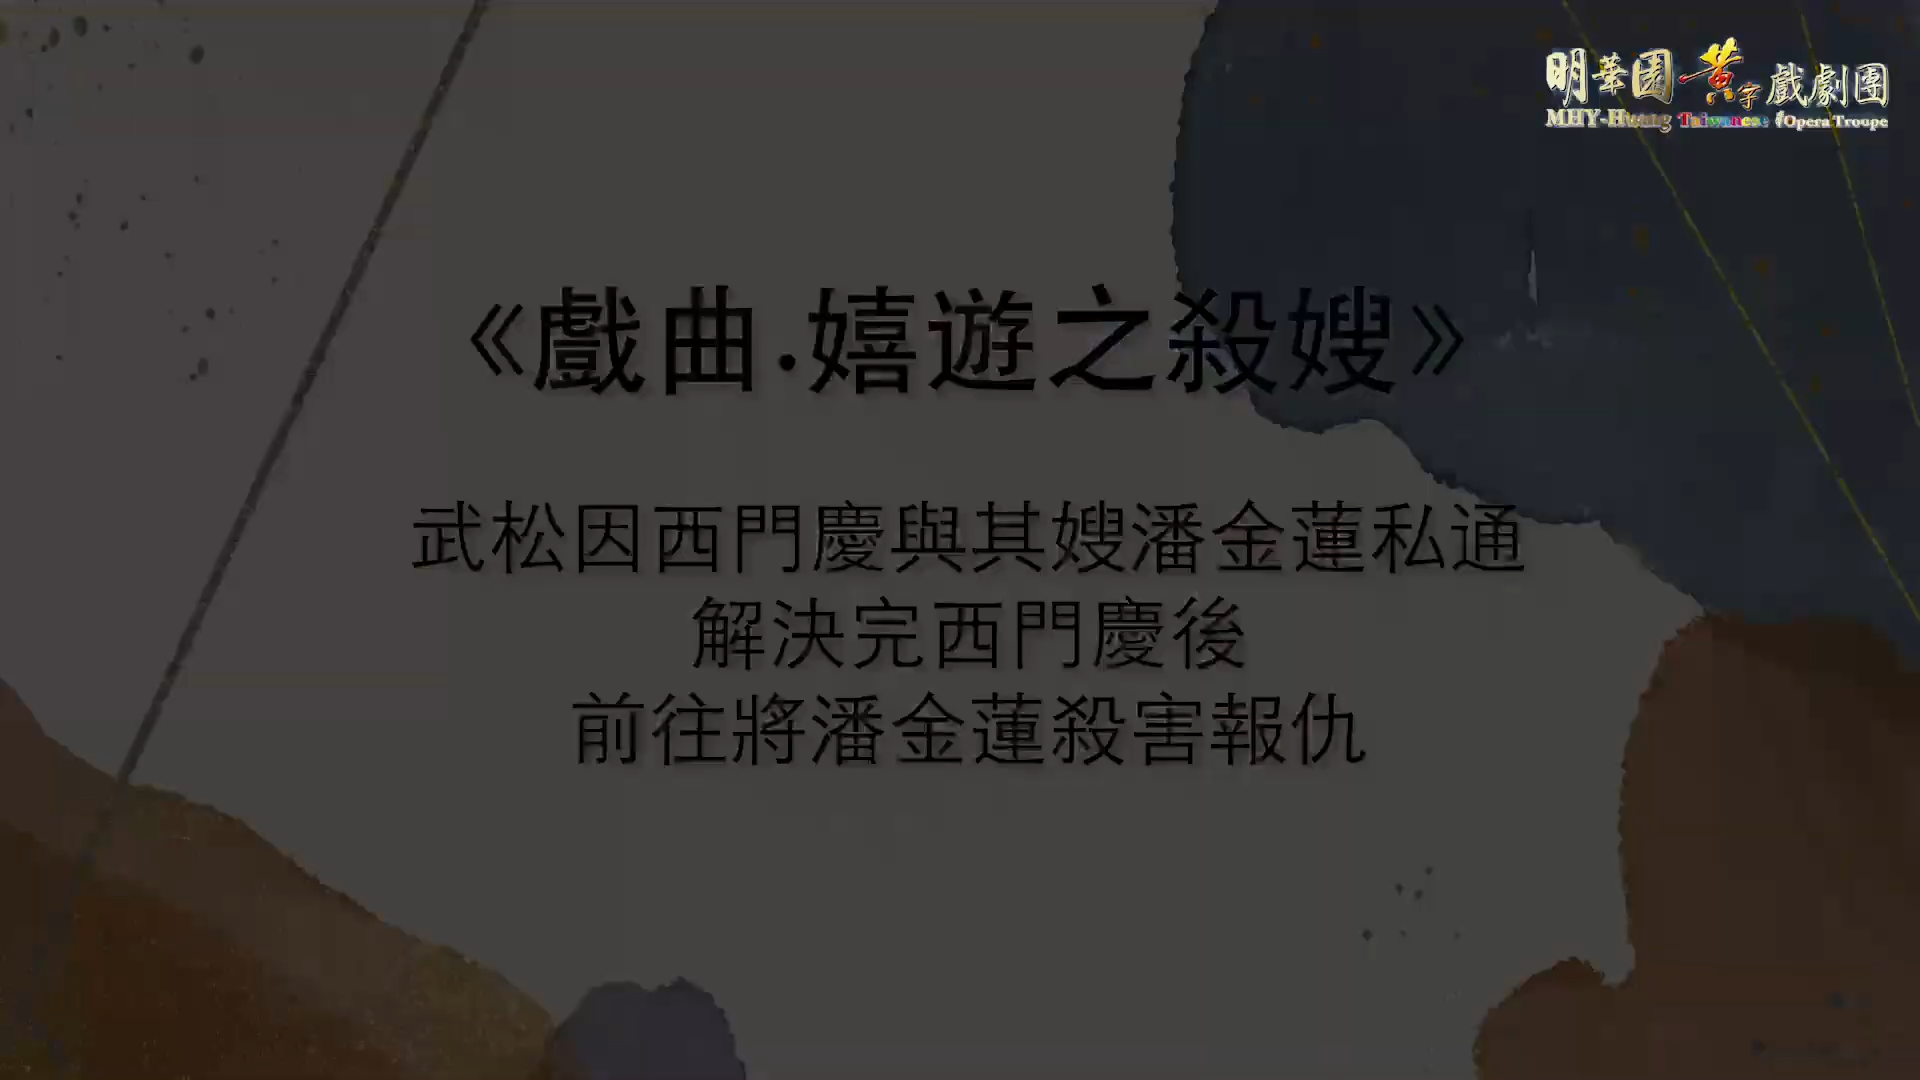 明華園黃字戲劇團
MHY-Huang Taiwanese Opera Troupe
《戲曲.嬉遊之殺嫂》
武松因西門慶與其嫂潘金蓮私通
解決完西門慶後
前往將潘金蓮殺害報仇